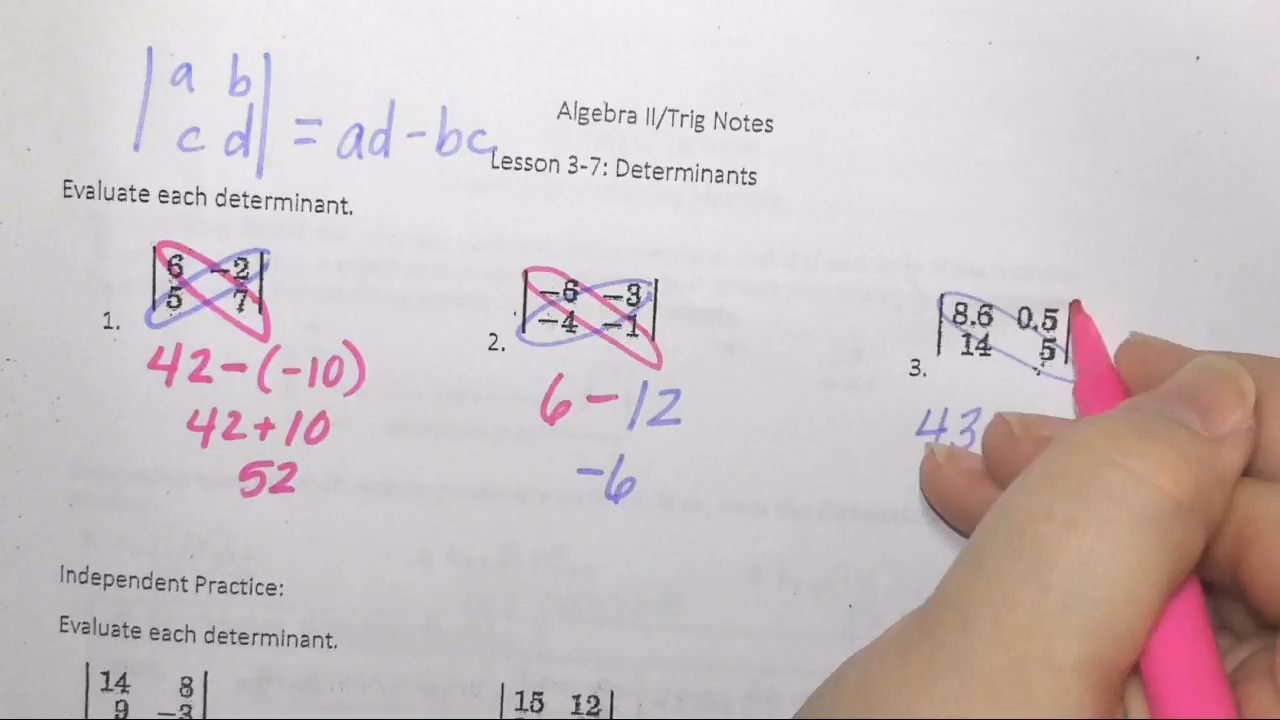 |a b|
|c d| = ad - bc
Algebra II/Trig Notes
Lesson 3-7: Determinants
Evaluate each determinant.
1. |6 −2|
|5 7|
42 - (-10)
42 + 10
52
2. |−6 −3|
|−4 −1|
6 - 12
-6
3. |8.6 0.5|
|14 5|
43
Independent Practice:
Evaluate each determinant.
|14 8|
|9 −3|
|15 12|